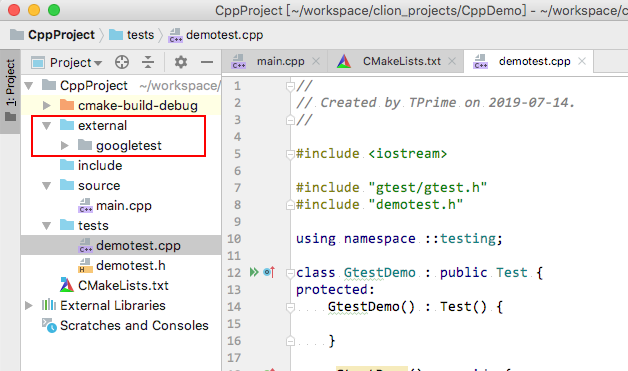 CppProject [~/workspace/clion_projects/CppDemo] - ~/workspace/c
CppProject tests demotest.cpp
Project main.cpp CMakeLists.txt demotest.cpp
1: Project
CppProject ~/workspace/
cmake-build-debug
external
googletest
include
source
main.cpp
tests
demotest.cpp
demotest.h
CMakeLists.txt
External Libraries
Scratches and Consoles
1 //
2 // Created by TPrime on 2019-07-14.
3 //
4
5 #include <iostream>
6
7 #include "gtest/gtest.h"
8 #include "demotest.h"
9
10 using namespace ::testing;
11
12 class GtestDemo : public Test {
13 protected:
14 GtestDemo() : Test() {
15
16 }
17